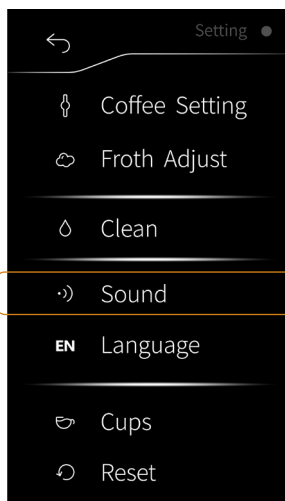 Setting
Coffee Setting
Froth Adjust
Clean
Sound
EN Language
Cups
Reset